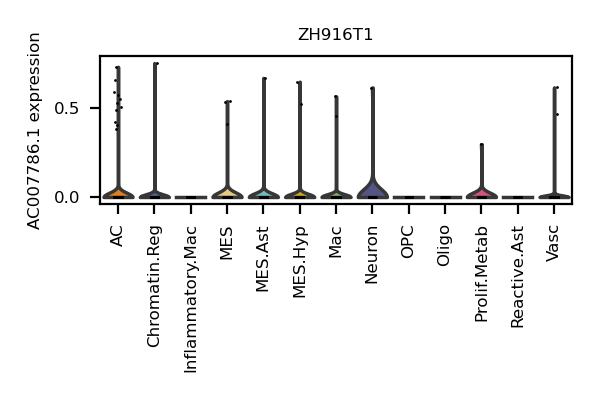 ZH916T1
AC007786.1 expression
0.5
0.0
AC
Chromatin.Reg
Inflammatory.Mac
MES
MES.Ast
MES.Hyp
Mac
Neuron
OPC
Oligo
Prolif.Metab
Reactive.Ast
Vasc